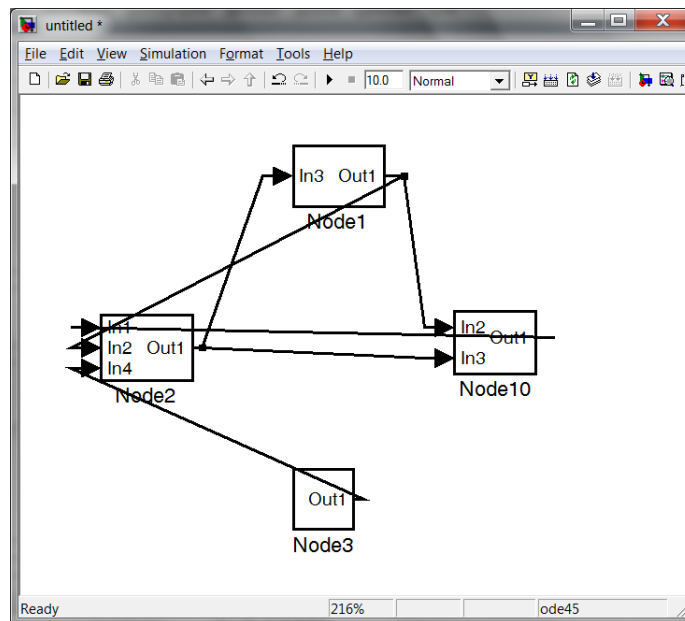 untitled *
File Edit View Simulation Format Tools Help
10.0 Normal
In3 Out1
Node1
In1
In2 Out1
In4
Node2
In2
Out1
In3
Node10
Out1
Node3
Ready 216% ode45